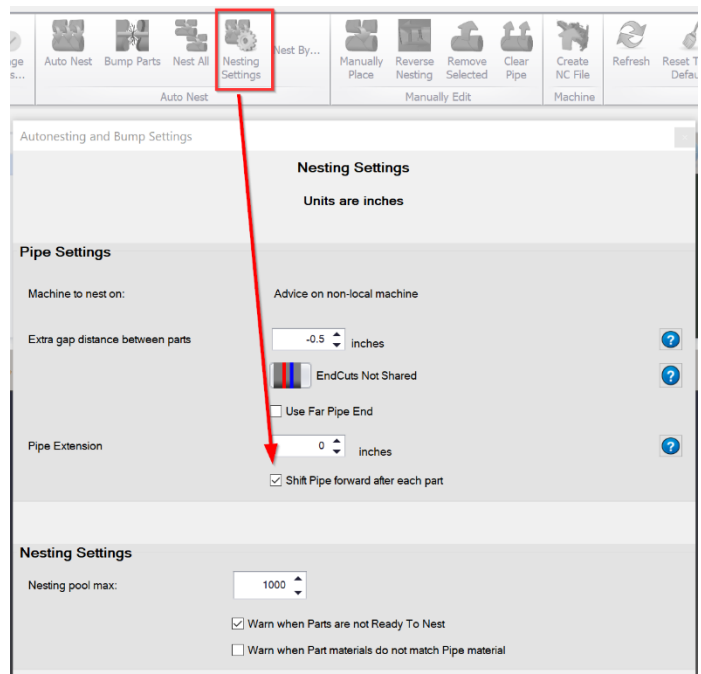 ge
s...
Auto Nest
Bump Parts
Nest All
Nesting
Settings
Nest By...
Manually
Place
Reverse
Nesting
Remove
Selected
Clear
Pipe
Create
NC File
Refresh
Reset T
Defau
Auto Nest
Manually Edit
Machine
Autonesting and Bump Settings
Nesting Settings
Units are inches
Pipe Settings
Machine to nest on:
Advice on non-local machine
Extra gap distance between parts
-0.5
inches
?
EndCuts Not Shared
?
Use Far Pipe End
Pipe Extension
0
inches
?
Shift Pipe forward after each part
Nesting Settings
Nesting pool max:
1000
Warn when Parts are not Ready To Nest
Warn when Part materials do not match Pipe material